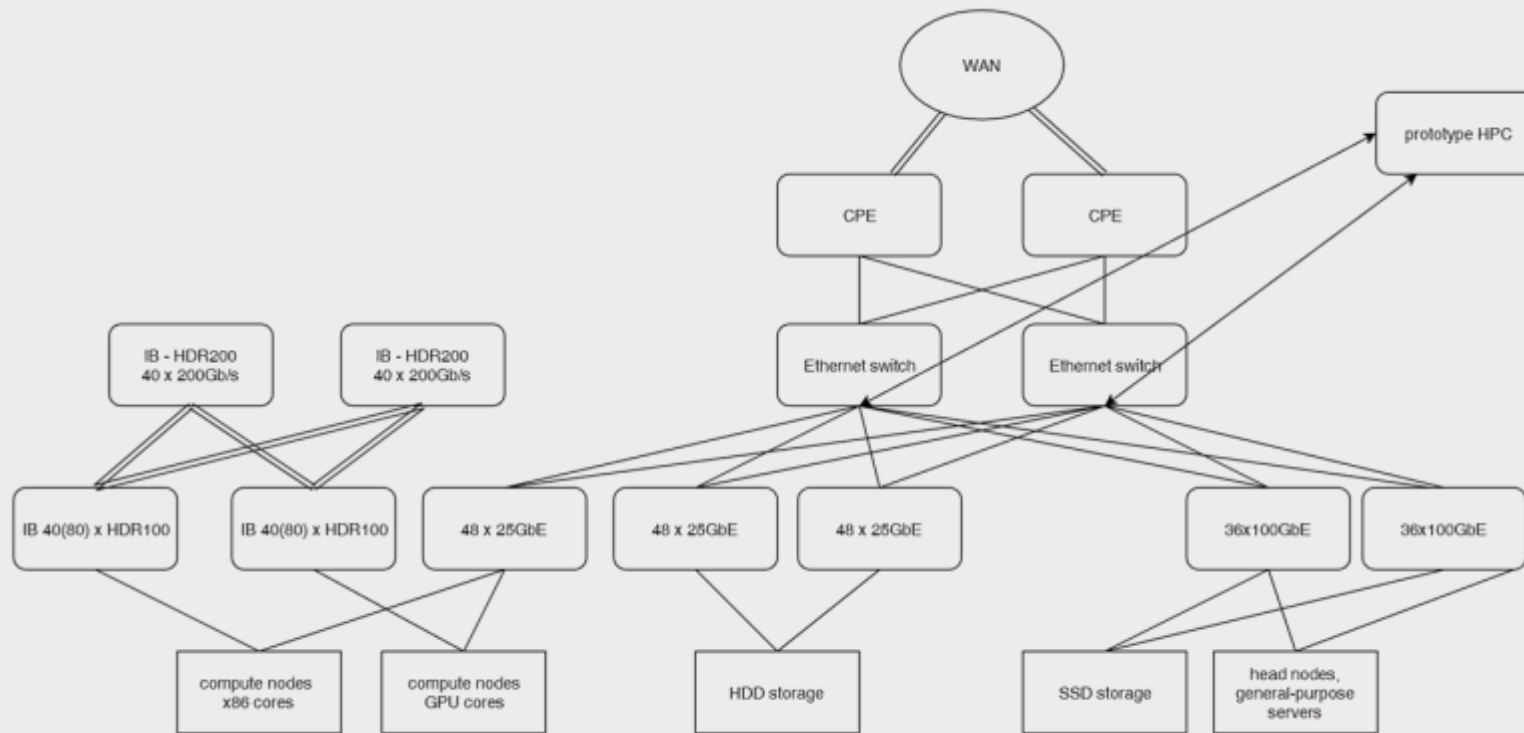 WAN
prototype HPC
CPE
CPE
IB - HDR200
40 x 200Gb/s
IB - HDR200
40 x 200Gb/s
Ethernet switch
Ethernet switch
IB 40(80) x HDR100
IB 40(80) x HDR100
48 x 25GbE
48 x 25GbE
48 x 25GbE
36x100GbE
36x100GbE
compute nodes
x86 cores
compute nodes
GPU cores
HDD storage
SSD storage
head nodes,
general-purpose
servers